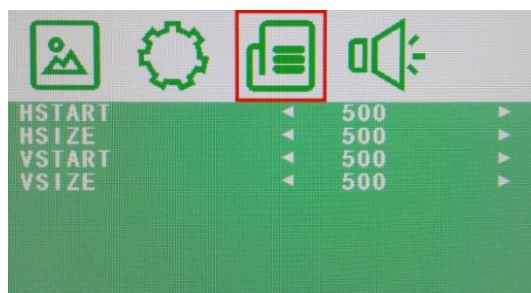 HSTART ◄ 500 ►
HSIZE ◄ 500 ►
VSTART ◄ 500 ►
VSIZE ◄ 500 ►